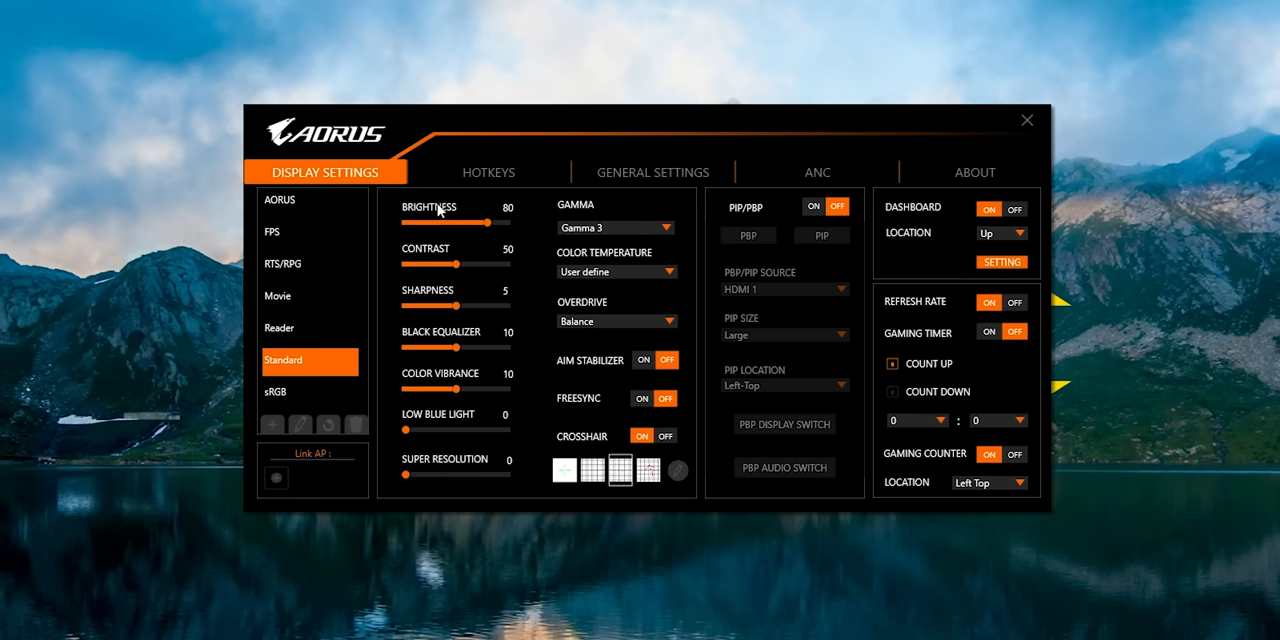 AORUS
DISPLAY SETTINGS
HOTKEYS
GENERAL SETTINGS
ANC
ABOUT
AORUS
FPS
RTS/RPG
Movie
Reader
Standard
sRGB
Link AP :
BRIGHTNESS 80
CONTRAST 50
SHARPNESS 5
BLACK EQUALIZER 10
COLOR VIBRANCE 10
LOW BLUE LIGHT 0
SUPER RESOLUTION 0
GAMMA
Gamma 3
COLOR TEMPERATURE
User define
OVERDRIVE
Balance
AIM STABILIZER ON OFF
FREESYNC ON OFF
CROSSHAIR ON OFF
PIP/PBP ON OFF
PBP PIP
PBP/PIP SOURCE
HDMI 1
PIP SIZE
Large
PIP LOCATION
Left-Top
PBP DISPLAY SWITCH
PBP AUDIO SWITCH
DASHBOARD ON OFF
LOCATION Up
SETTING
REFRESH RATE ON OFF
GAMING TIMER ON OFF
COUNT UP
COUNT DOWN
0 : 0
GAMING COUNTER ON OFF
LOCATION Left Top